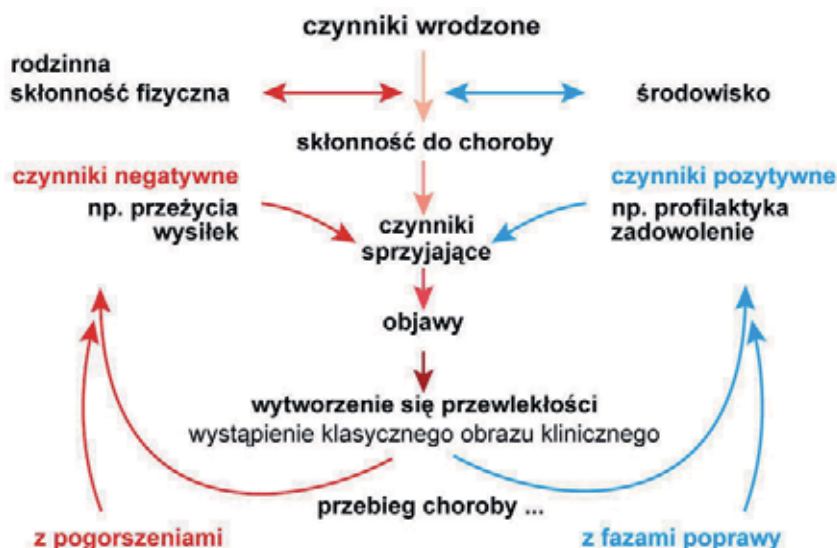 czynniki wrodzone
rodzinna
skłonność fizyczna
środowisko
skłonność do choroby
czynniki negatywne
np. przeżycia
wysiłek
czynniki pozytywne
np. profilaktyka
zadowolenie
czynniki
sprzyjające
objawy
wytworzenie się przewlekłości
wystąpienie klasycznego obrazu klinicznego
przebieg choroby ...
z pogorszeniami
z fazami poprawy